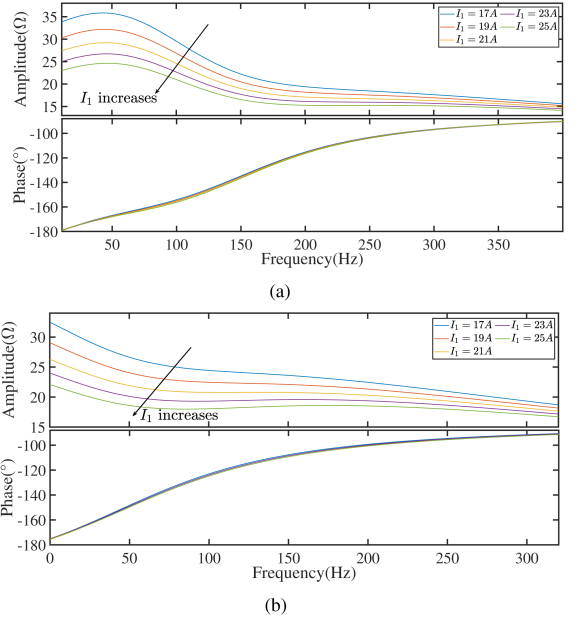 35
30
25
20
15
Amplitude(Ω)
I₁ = 17A
I₁ = 23A
I₁ = 19A
I₁ = 25A
I₁ = 21A
I₁ increases
-100
-120
-140
-160
-180
Phase(°)
50 100 150 200 250 300 350
Frequency(Hz)
(a)
30
25
20
15
Amplitude(Ω)
I₁ = 17A
I₁ = 23A
I₁ = 19A
I₁ = 25A
I₁ = 21A
I₁ increases
-100
-120
-140
-160
-180
Phase(°)
0 50 100 150 200 250 300
Frequency(Hz)
(b)